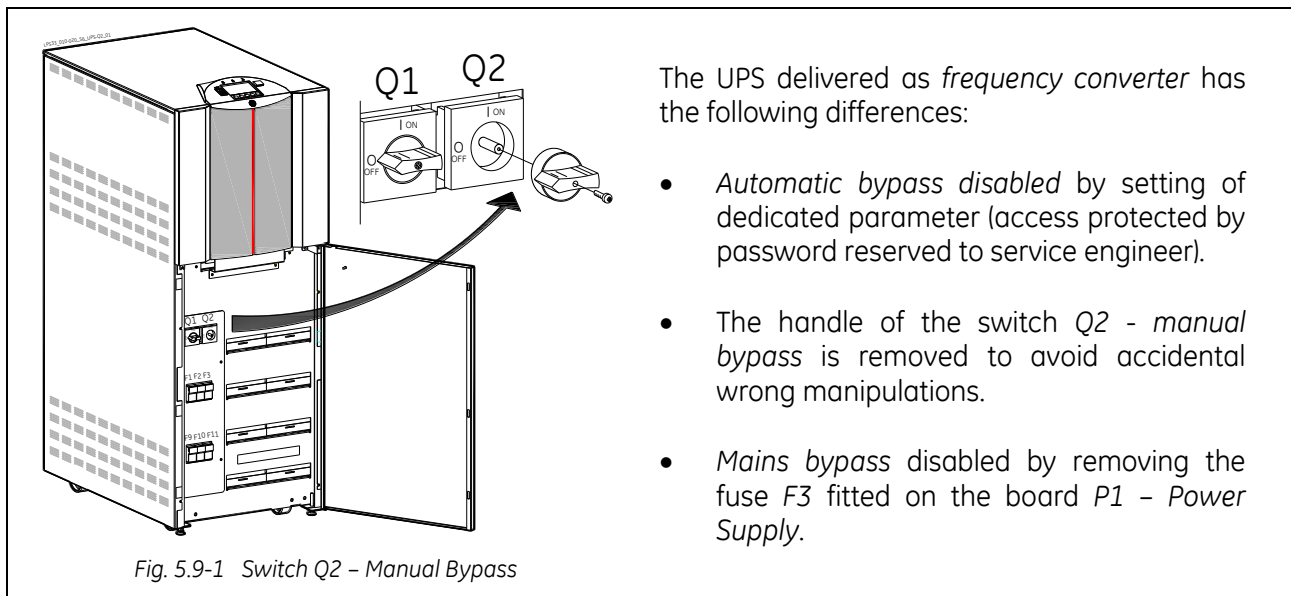 LPS33_010-020_S6_UPS-Q2_01
Q1 Q2
I ON
O
OFF
I ON
O
OFF
Q1 Q2
F1 F2 F3
F9 F10 F11
Fig. 5.9-1 Switch Q2 – Manual Bypass
The UPS delivered as frequency converter has
the following differences:
• Automatic bypass disabled by setting of
dedicated parameter (access protected by
password reserved to service engineer).
• The handle of the switch Q2 - manual
bypass is removed to avoid accidental
wrong manipulations.
• Mains bypass disabled by removing the
fuse F3 fitted on the board P1 – Power
Supply.